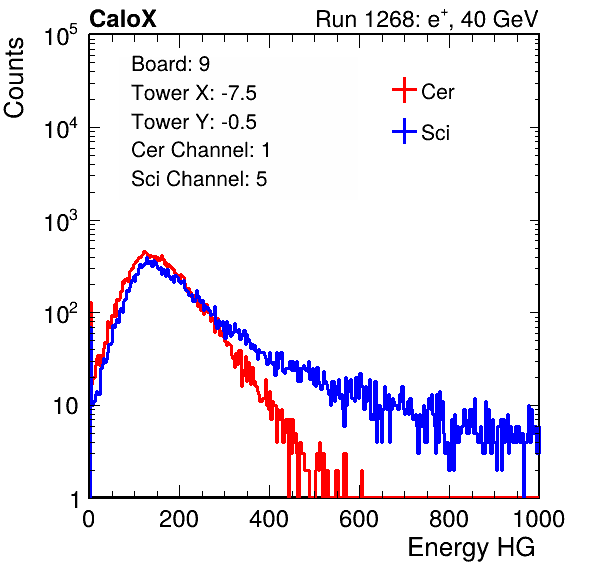 CaloX Run 1268: e⁺, 40 GeV
Counts
10⁵
10⁴
10³
10²
10
1
Board: 9
Tower X: -7.5
Tower Y: -0.5
Cer Channel: 1
Sci Channel: 5
Cer
Sci
0 200 400 600 800 1000
Energy HG